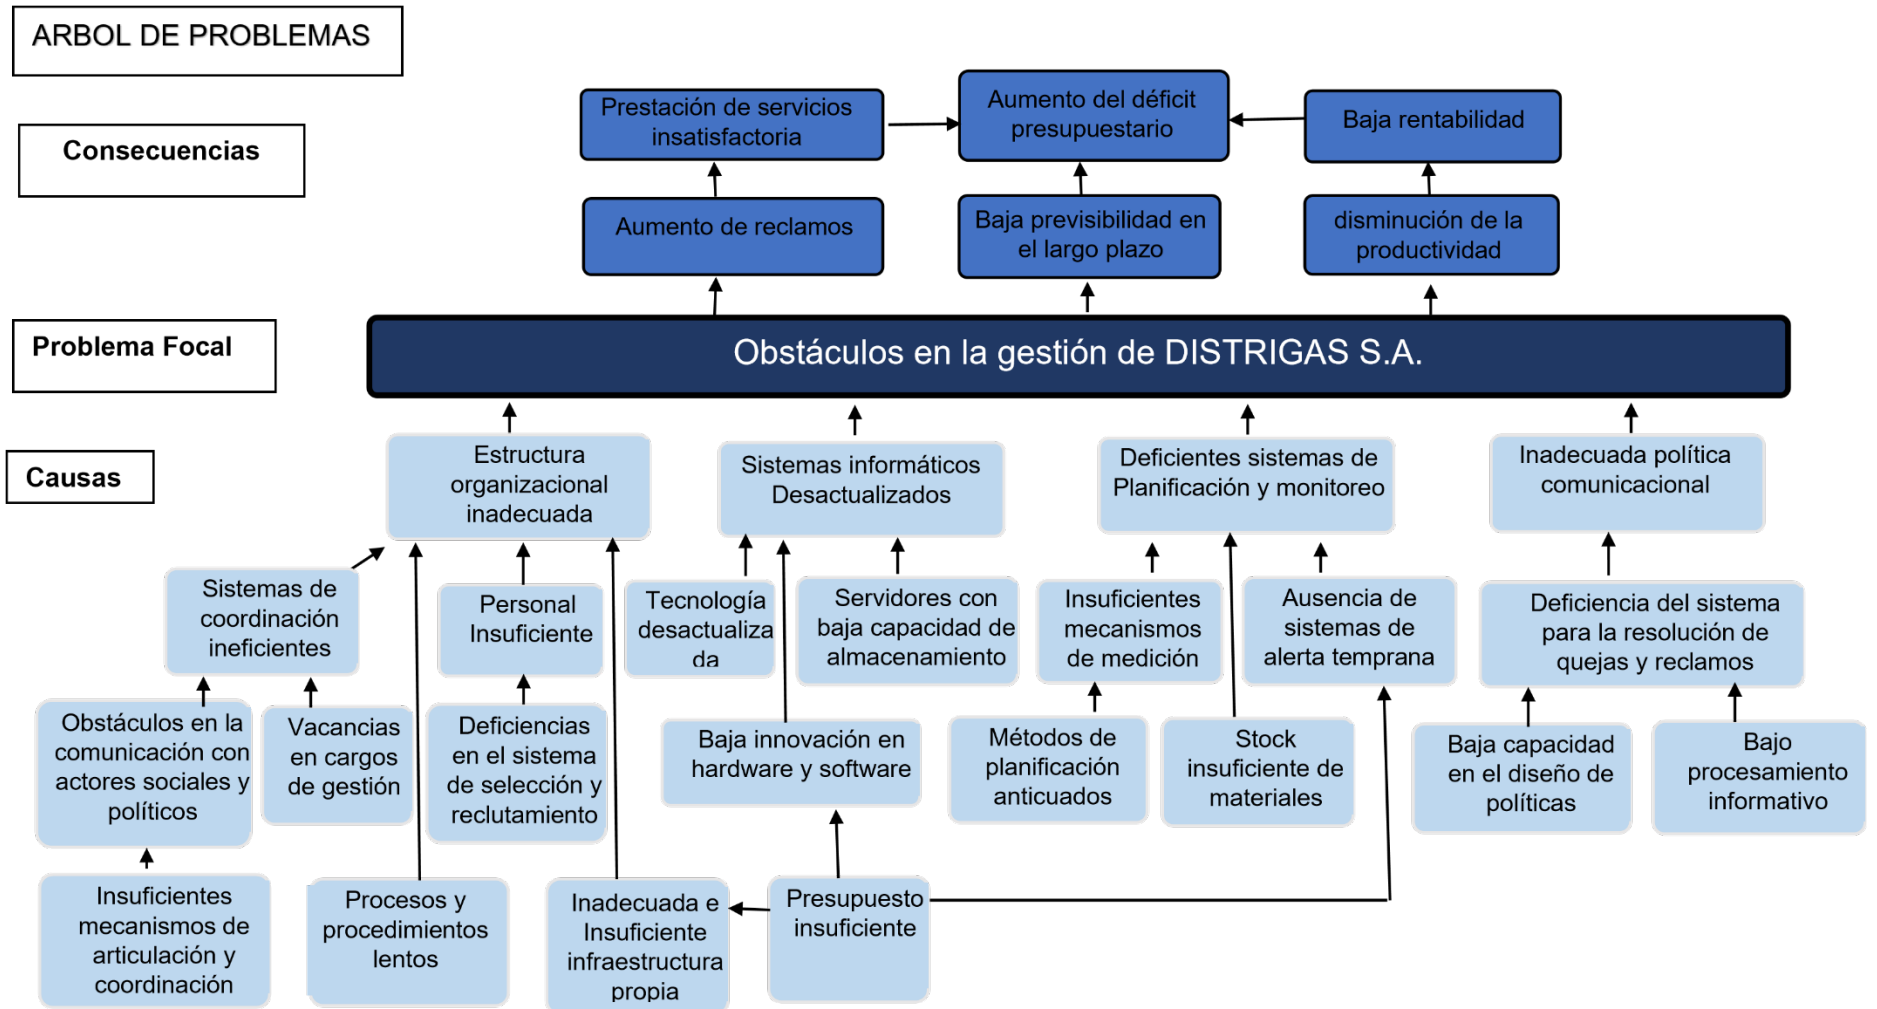 ARBOL DE PROBLEMAS
Consecuencias
Prestación de servicios
insatisfactoria
Aumento del déficit
presupuestario
Baja rentabilidad
Aumento de reclamos
Baja previsibilidad en
el largo plazo
disminución de la
productividad
Problema Focal
Obstáculos en la gestión de DISTRIGAS S.A.
Causas
Estructura
organizacional
inadecuada
Sistemas informáticos
Desactualizados
Deficientes sistemas de
Planificación y monitoreo
Inadecuada política
comunicacional
Sistemas de
coordinación
ineficientes
Personal
Insuficiente
Tecnología
desactualiza
da
Servidores con
baja capacidad de
almacenamiento
Insuficientes
mecanismos
de medición
Ausencia de
sistemas de
alerta temprana
Deficiencia del sistema
para la resolución de
quejas y reclamos
Obstáculos en la
comunicación con
actores sociales y
políticos
Vacancias
en cargos
de gestión
Deficiencias
en el sistema
de selección y
reclutamiento
Baja innovación en
hardware y software
Métodos de
planificación
anticuados
Stock
insuficiente de
materiales
Baja capacidad
en el diseño de
políticas
Bajo
procesamiento
informativo
Insuficientes
mecanismos de
articulación y
coordinación
Procesos y
procedimientos
lentos
Inadecuada e
Insuficiente
infraestructura
propia
Presupuesto
insuficiente